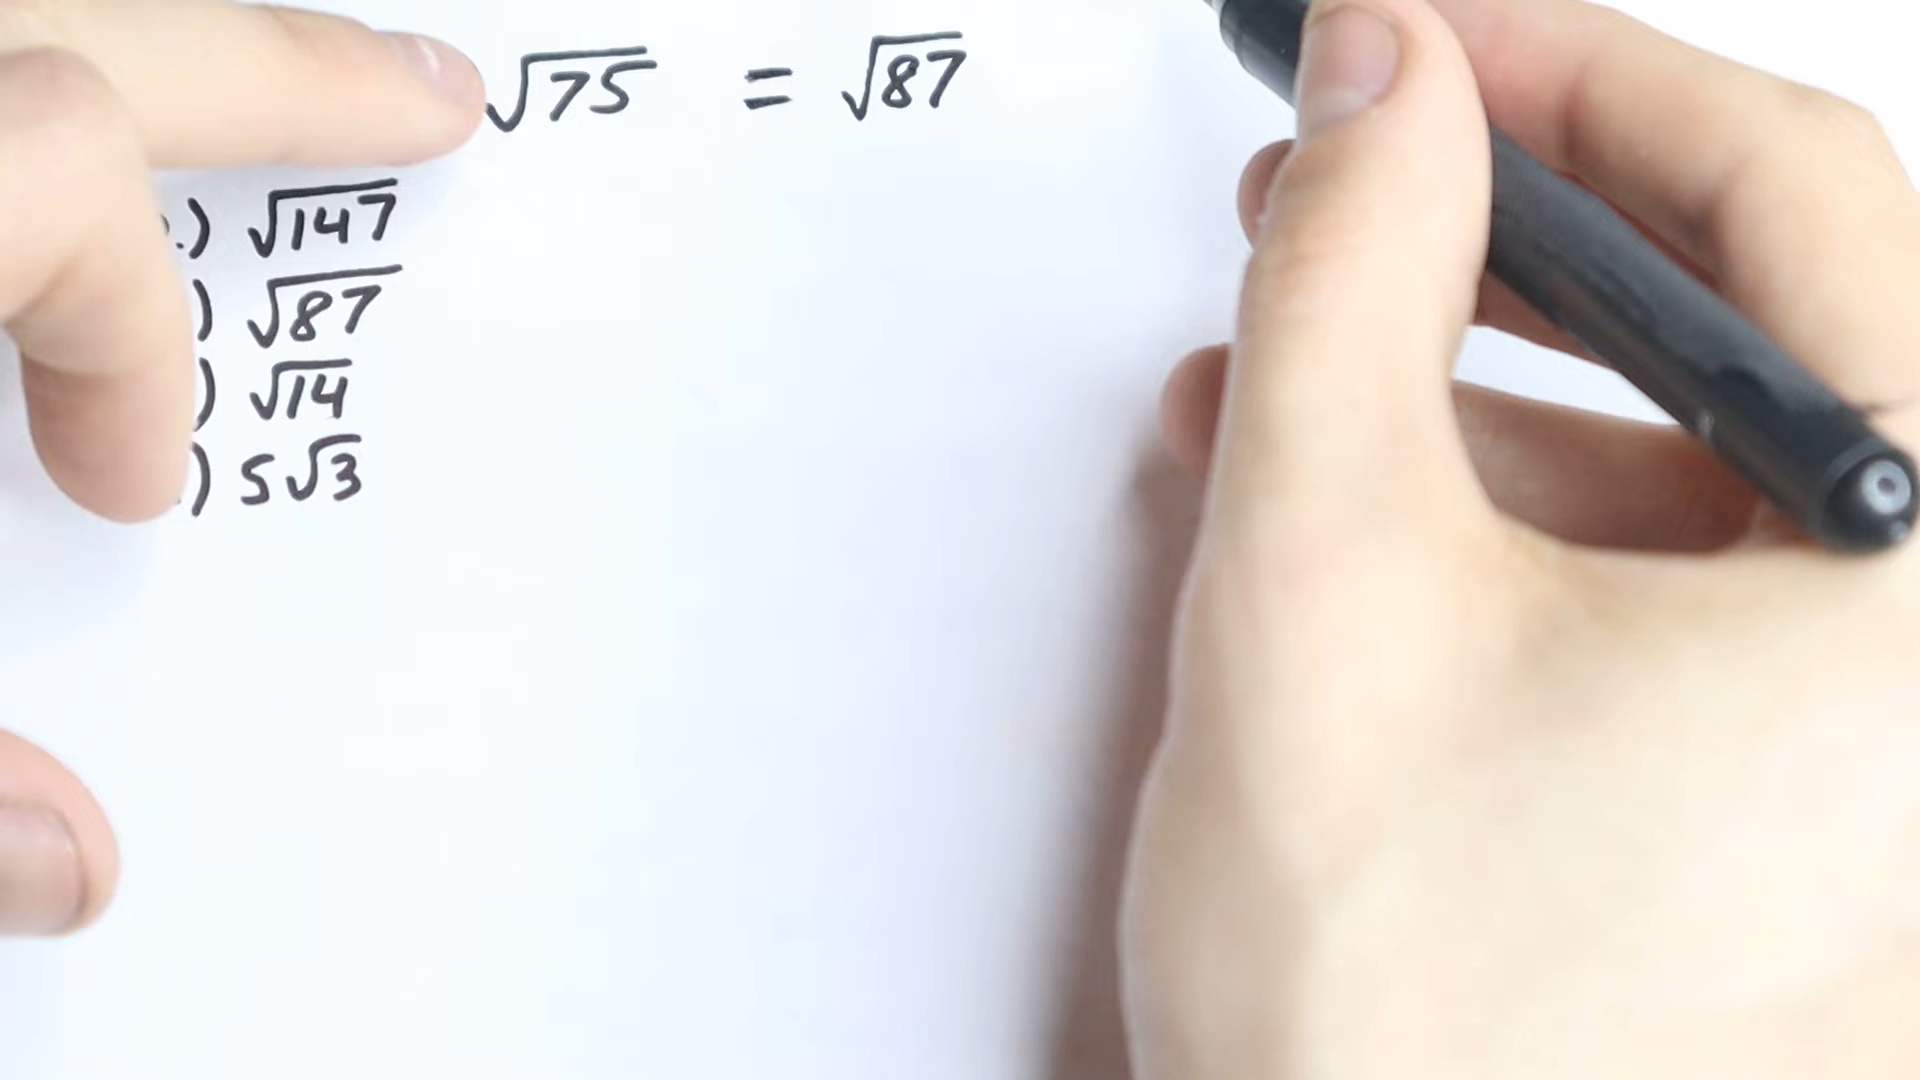 √75 = √87
.) √147
) √87
) √14
.) 5√3